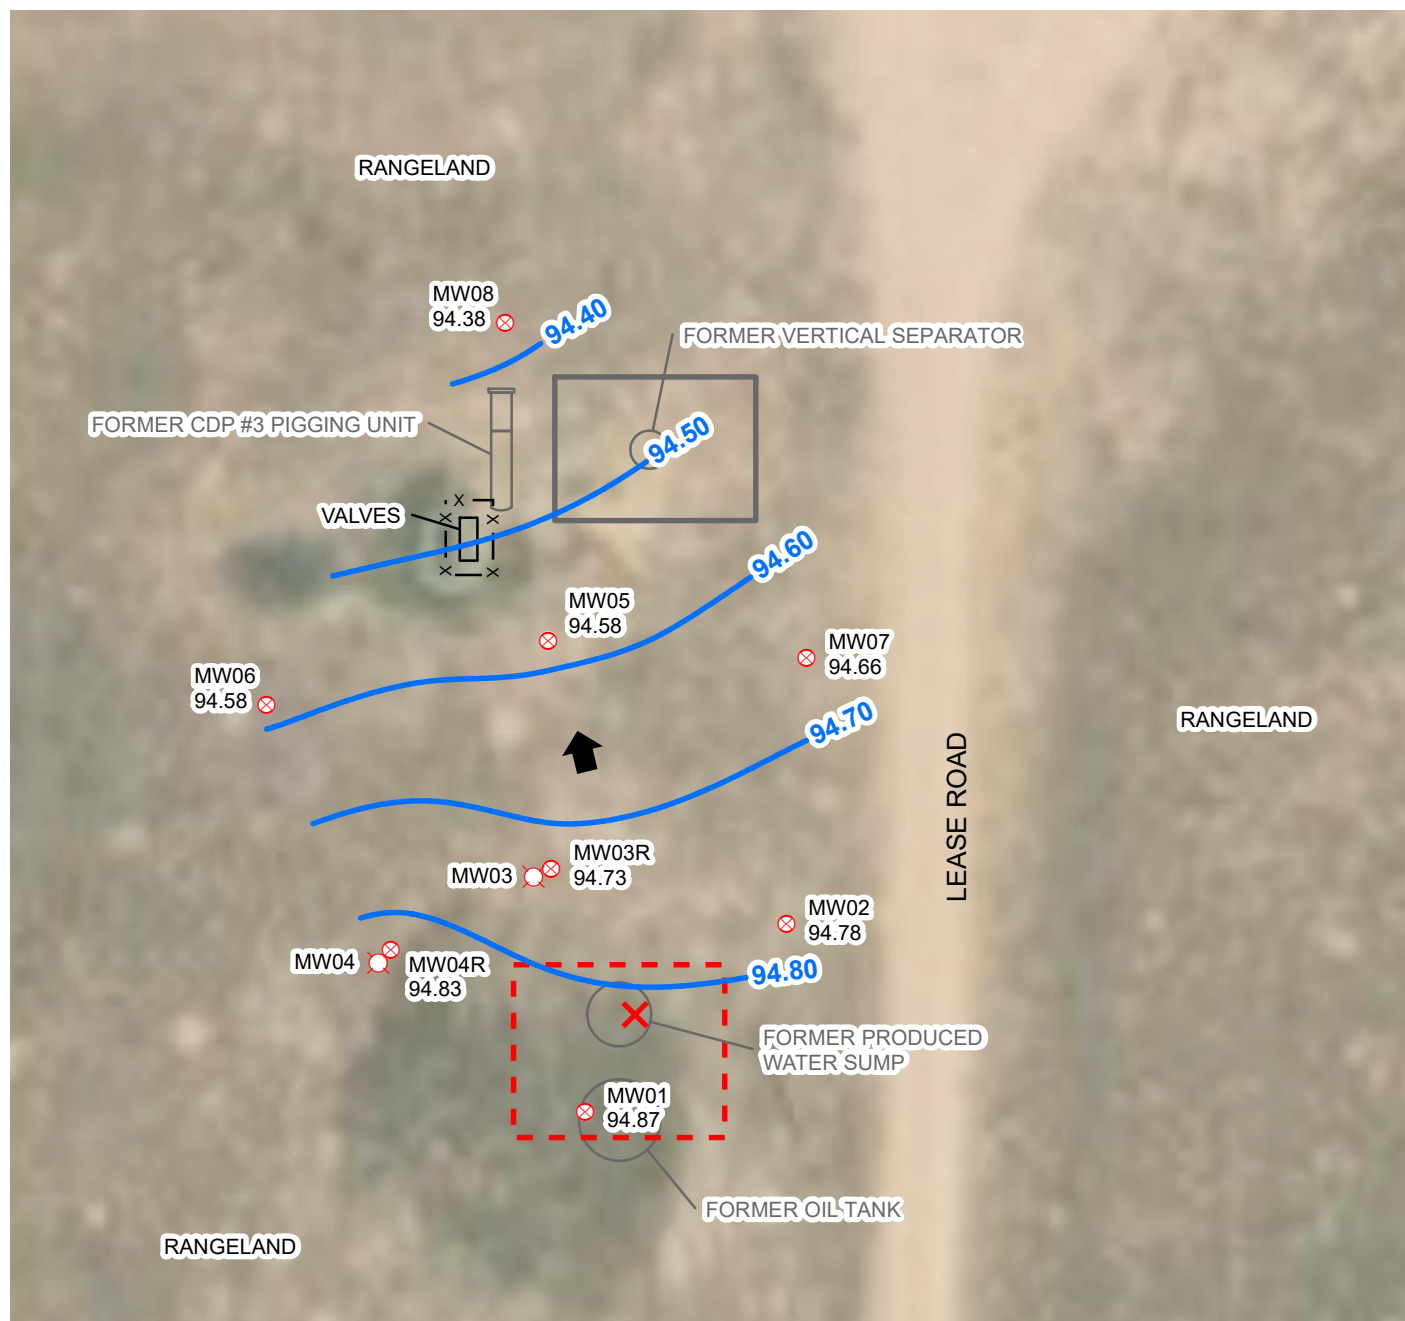 RANGELAND
MW08
94.38
94.40
FORMER VERTICAL SEPARATOR
FORMER CDP #3 PIGGING UNIT
94.50
VALVES
X
X
X
X
X
94.60
MW05
94.58
MW07
94.66
MW06
94.58
94.70
RANGELAND
LEASE ROAD
MW03
MW03R
94.73
MW02
94.78
MW04
MW04R
94.83
94.80
FORMER PRODUCED
WATER SUMP
MW01
94.87
FORMER OIL TANK
RANGELAND